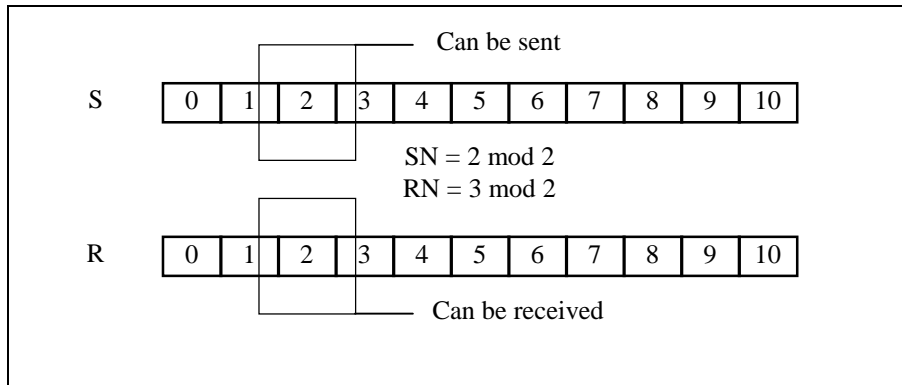 Can be sent
S 0 1 2 3 4 5 6 7 8 9 10
SN = 2 mod 2
RN = 3 mod 2
R 0 1 2 3 4 5 6 7 8 9 10
Can be received